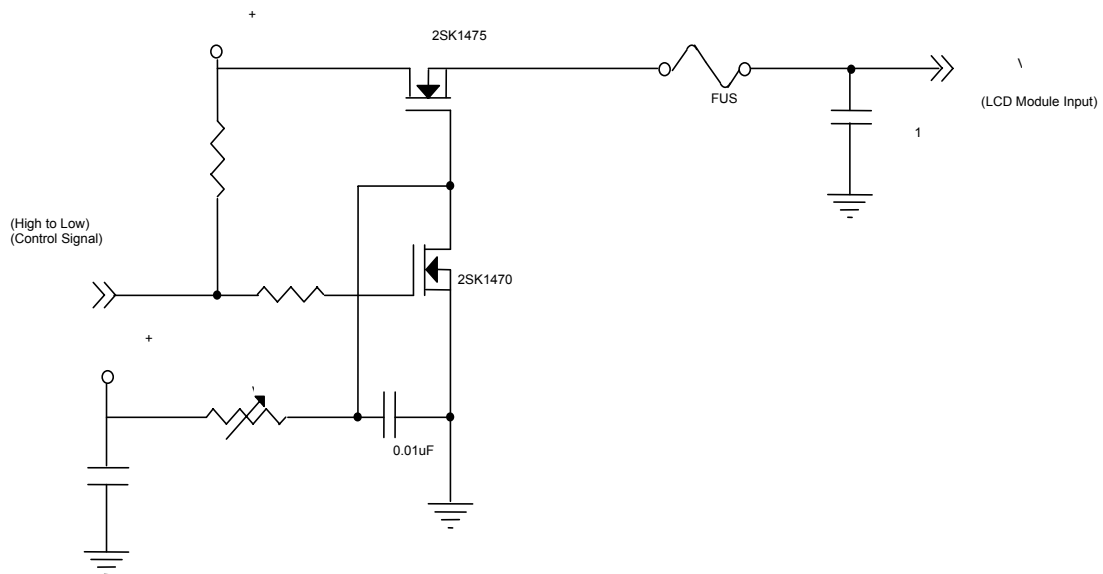 +
2SK1475
\
FUS
(LCD Module Input)
1
(High to Low)
(Control Signal)
2SK1470
+
0.01uF